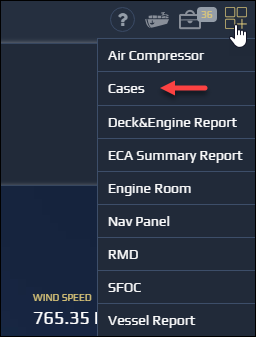 ?
36
Air Compressor
Cases
Deck&Engine Report
ECA Summary Report
Engine Room
Nav Panel
RMD
SFOC
Vessel Report
WIND SPEED
765.35